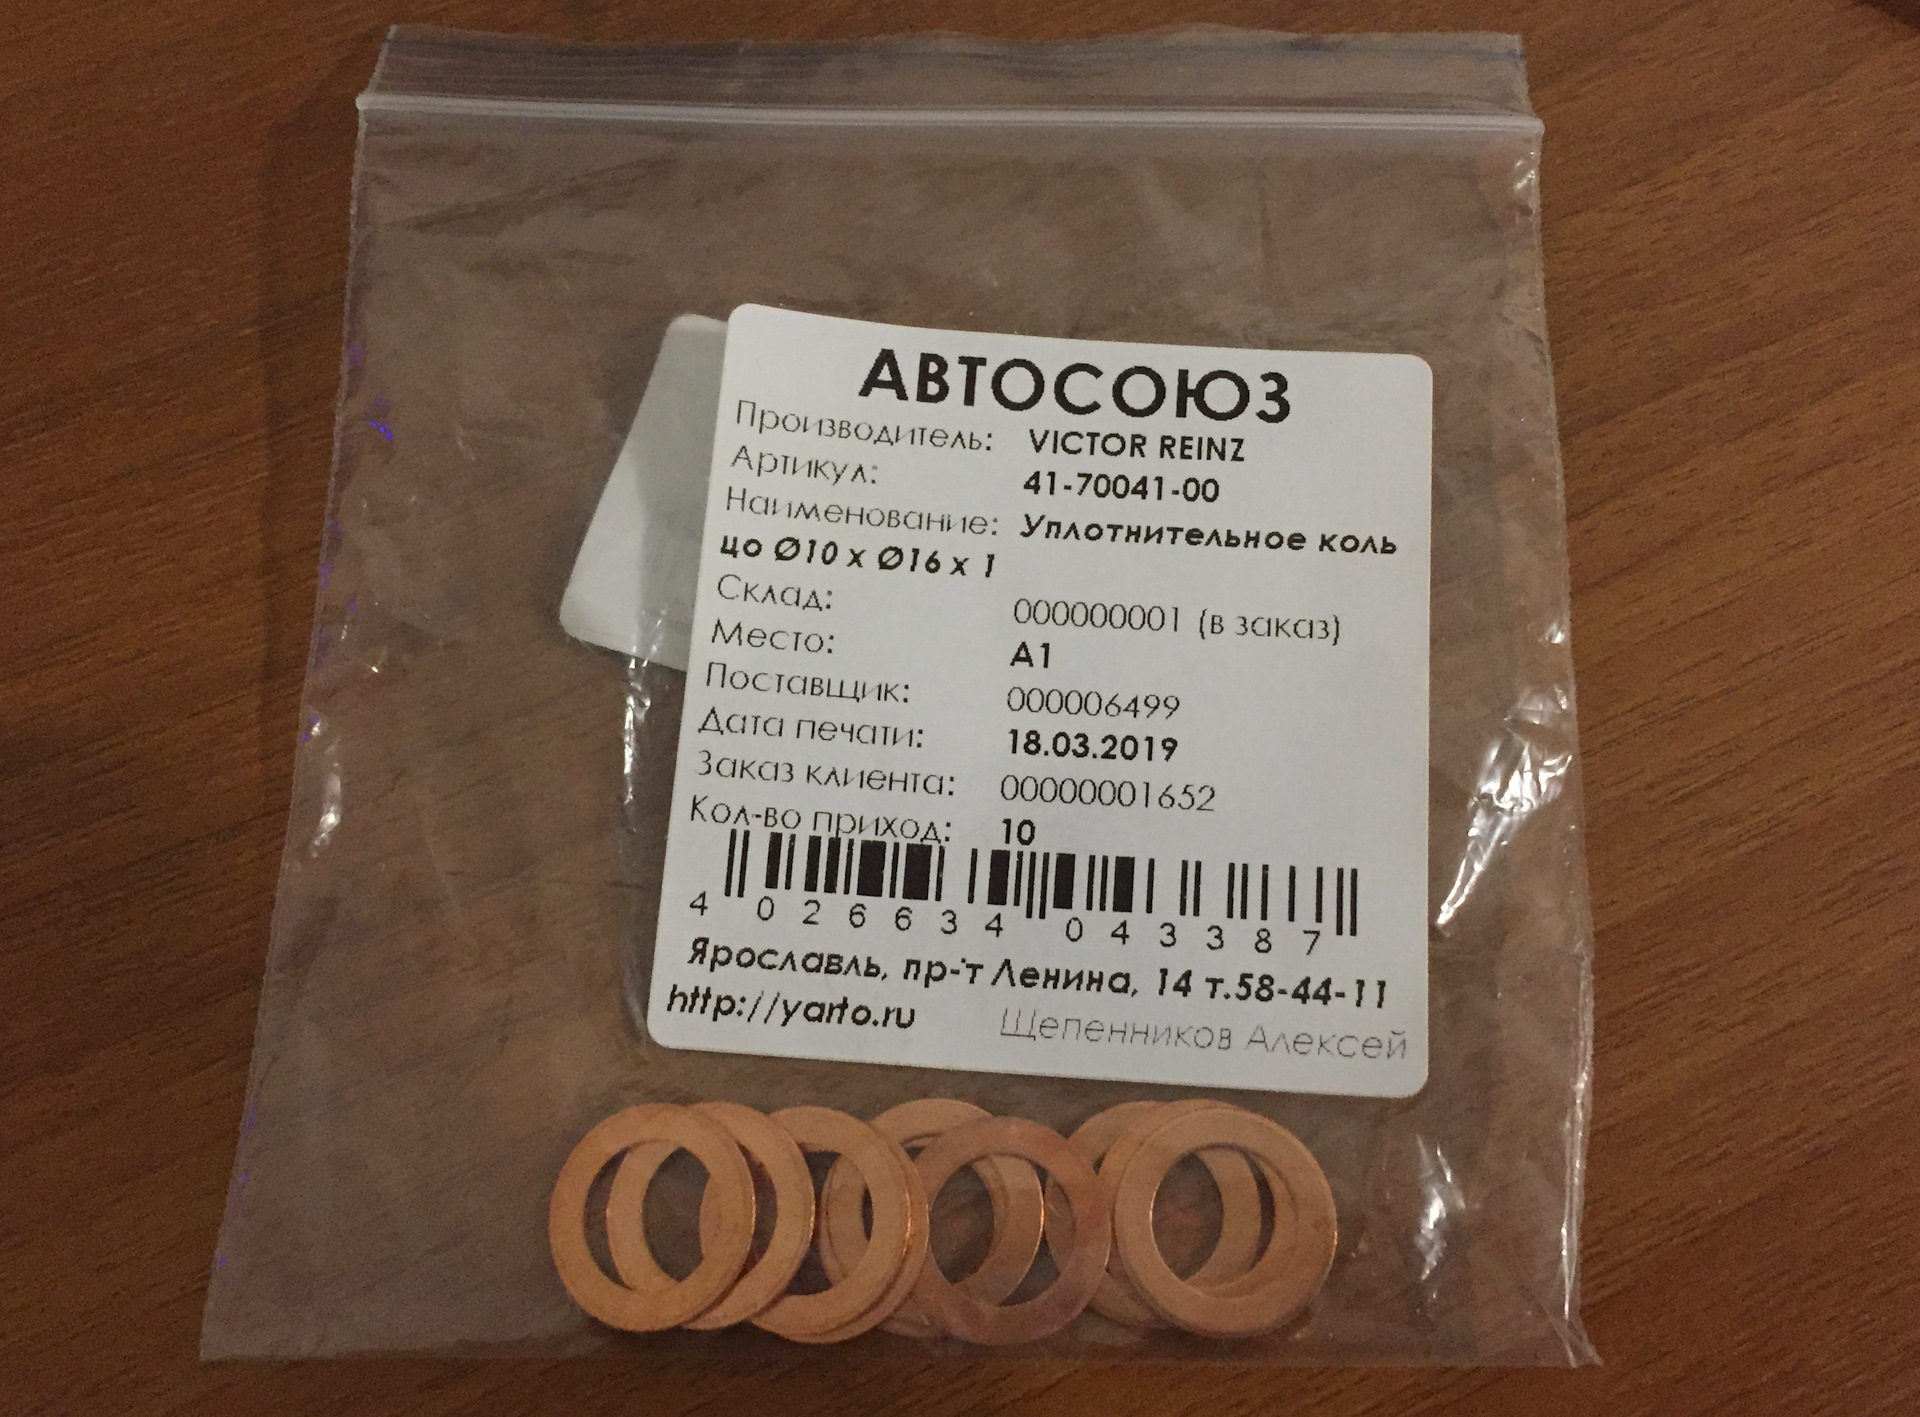 АВТОСОЮЗ
Производитель: VICTOR REINZ
Артикул: 41-70041-00
Наименование: Уплотнительное коль
цо Ø10 x Ø16 x 1
Склад: 000000001 (в заказ)
Место: А1
Поставщик: 000006499
Дата печати: 18.03.2019
Заказ клиента: 00000001652
Кол-во приход: 10
4 026634 043387
Ярославль, пр-т Ленина, 14 т.58-44-11
http://yarto.ru Щепенников Алексей